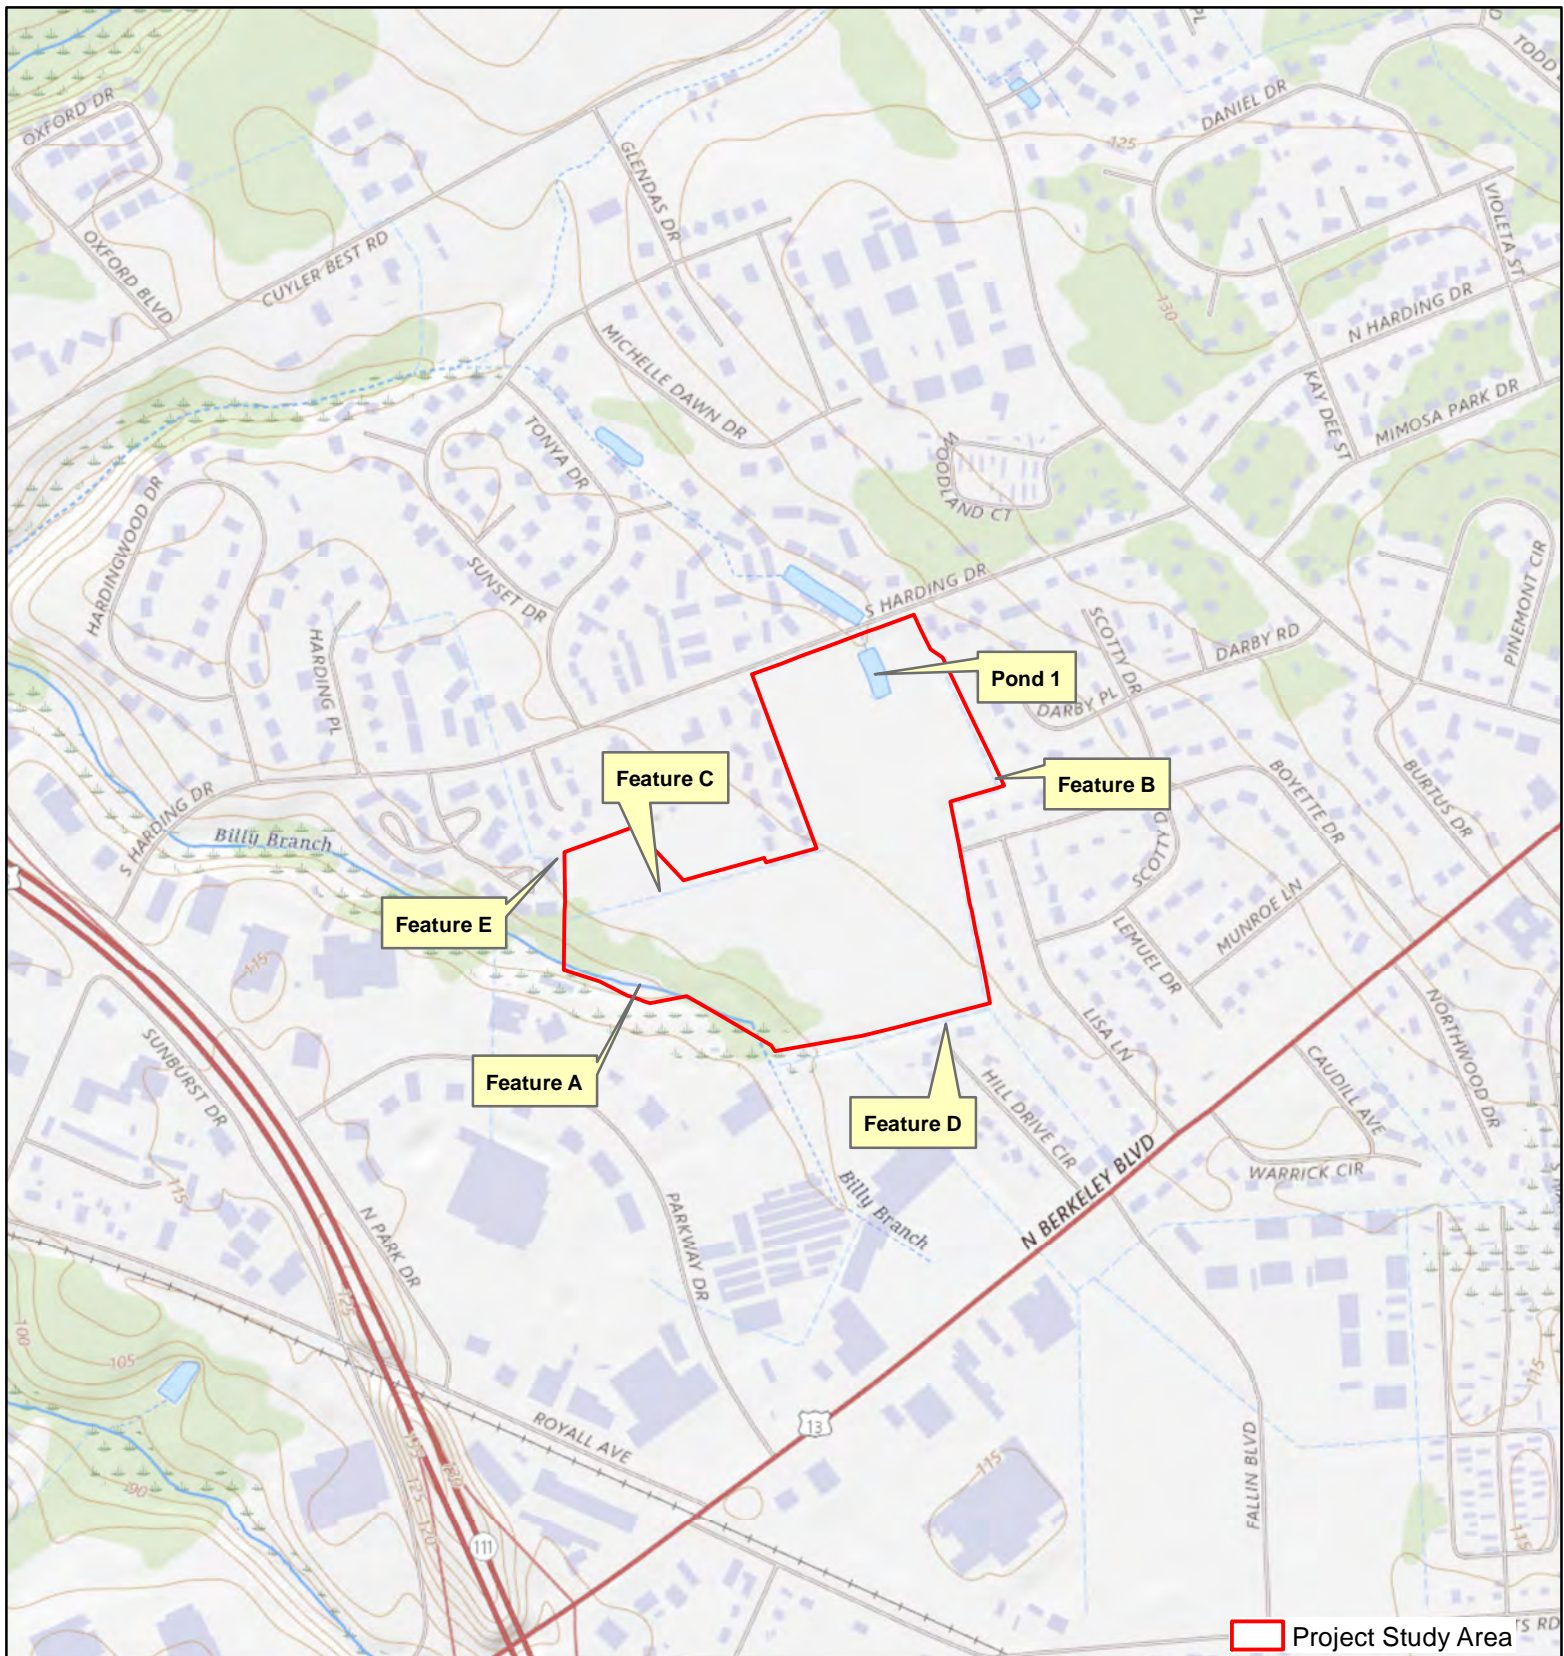 PL
O
TODD
OXFORD DR
DANIEL DR
125
GLENDAS DR
VIOLETA ST
OXFORD BLVD
CUYLER BEST RD
130
N HARDING DR
MICHELLE DAWN DR
KAY DEE ST
MIMOSA PARK DR
TONYA DR
WOODLAND CT
HARDINGWOOD DR
SUNSET DR
S HARDING DR
PINEMONT CIR
SCOTTY DR
DARBY RD
HARDING PL
Pond 1
DARBY PL
Feature C
Feature B
BOYETTE DR
BURTUS DR
S HARDING DR
Billy Branch
SCOTTY D
Feature E
MUNROE LN
LEMUEL DR
115
NORTHWOOD DR
LISA LN
SUNBURST DR
Feature A
HILL DRIVE CIR
CAUDILL AVE
Feature D
N BERKELEY BLVD
WARRICK CIR
115
Billy Branch
PARKWAY DR
N PARK DR
125
100
105
115
ROYALL AVE
13
115
FALLIN BLVD
90
125
120
111
115
Project Study Area
TS RD